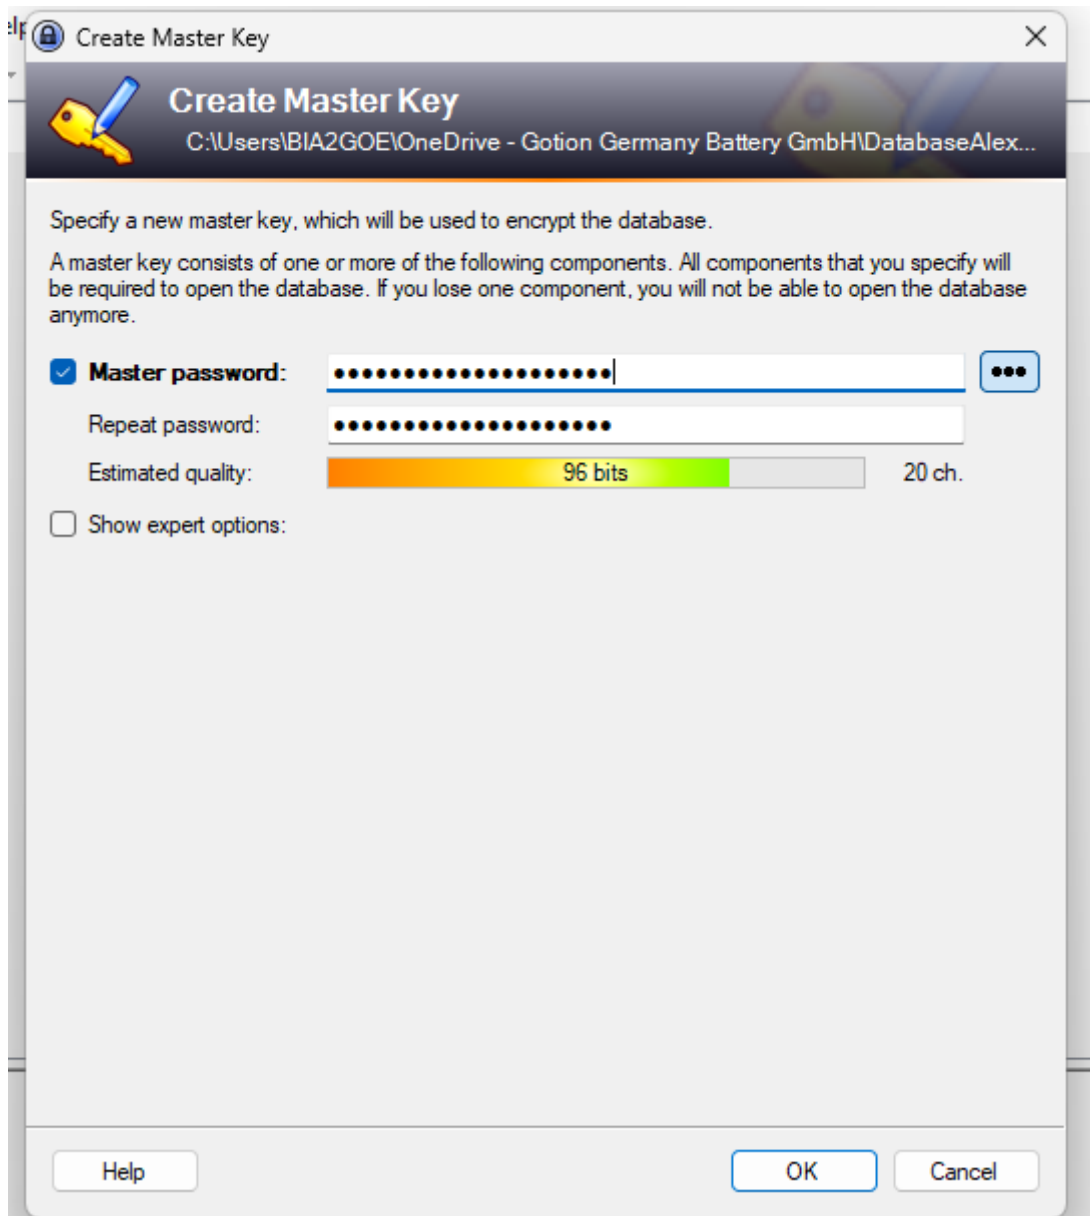 Create Master Key
Create Master Key
C:\Users\BIA2GOE\OneDrive - Gotion Germany Battery GmbH\DatabaseAlex...
Specify a new master key, which will be used to encrypt the database.
A master key consists of one or more of the following components. All components that you specify will
be required to open the database. If you lose one component, you will not be able to open the database
anymore.
Master password: ●●●●●●●●●●●●●●●●●●●● ●●●
Repeat password: ●●●●●●●●●●●●●●●●●●●●
Estimated quality: 96 bits 20 ch.
Show expert options:
Help OK Cancel